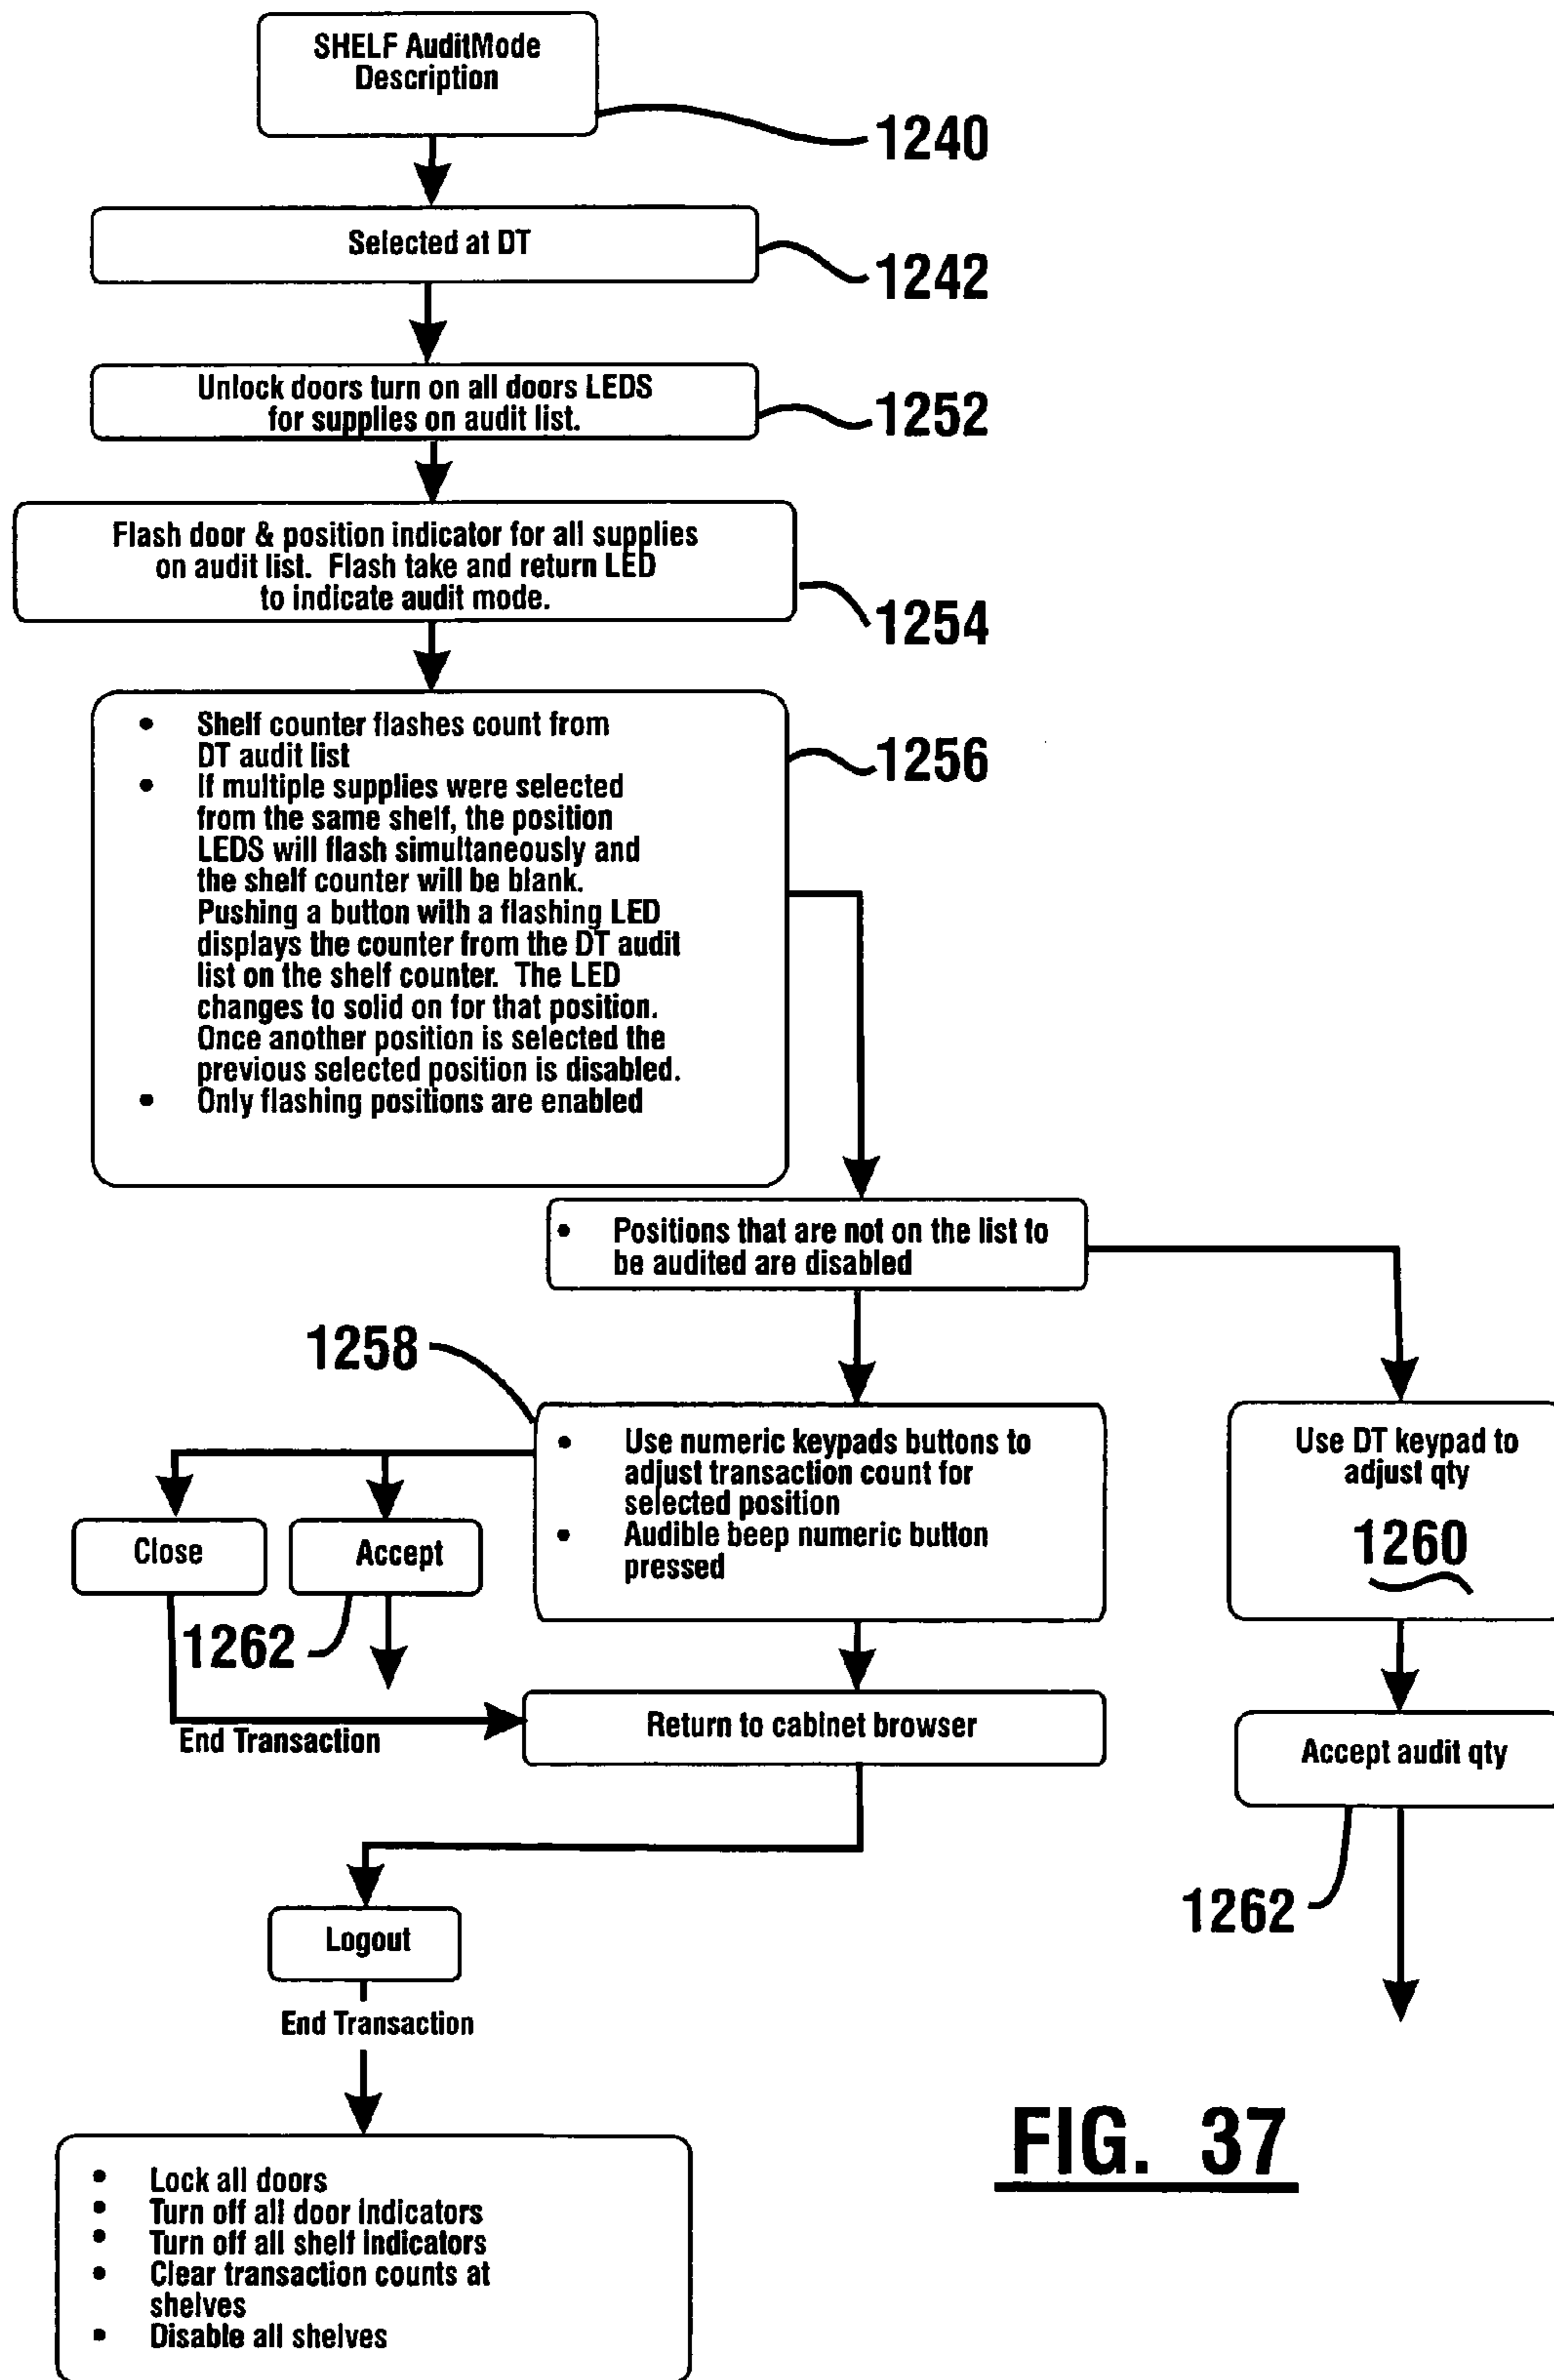 SHELF AuditMode
Description
1240
Selected at DT
1242
Unlock doors turn on all doors LEDS
for supplies on audit list.
1252
Flash door & position indicator for all supplies
on audit list. Flash take and return LED
to indicate audit mode.
1254
• Shelf counter flashes count from
DT audit list
• If multiple supplies were selected
from the same shelf, the position
LEDS will flash simultaneously and
the shelf counter will be blank.
Pushing a button with a flashing LED
displays the counter from the DT audit
list on the shelf counter. The LED
changes to solid on for that position.
Once another position is selected the
previous selected position is disabled.
• Only flashing positions are enabled
1256
• Positions that are not on the list to
be audited are disabled
1258
• Use numeric keypads buttons to
adjust transaction count for
selected position
• Audible beep numeric button
pressed
Use DT keypad to
adjust qty
1260
Close
Accept
1262
End Transaction
Return to cabinet browser
Accept audit qty
1262
Logout
End Transaction
• Lock all doors
• Turn off all door indicators
• Turn off all shelf indicators
• Clear transaction counts at
shelves
• Disable all shelves
FIG. 37